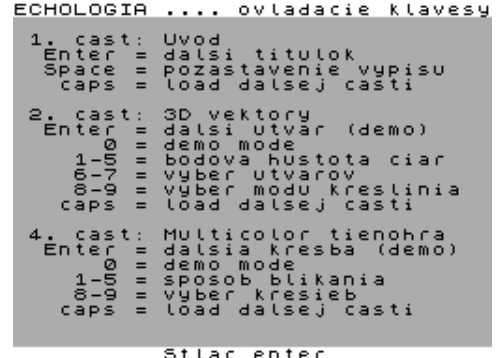 ECHOLOGIA .... ovladacie klavesy
1. cast: Uvod
Enter = dalsi titulok
Space = pozastavenie vypisu
caps = load dalsej casti
2. cast: 3D vektory
Enter = dalsi utvar (demo)
0 = demo mode
1-5 = bodova hustota ciar
6-7 = vyber utvarov
8-9 = vyber modu kreslinia
caps = load dalsej casti
4. cast: Multicolor tienohra
Enter = dalsia kresba (demo)
0 = demo mode
1-5 = sposob blikania
8-9 = vyber kresieb
caps = load dalsej casti
Stlac enter